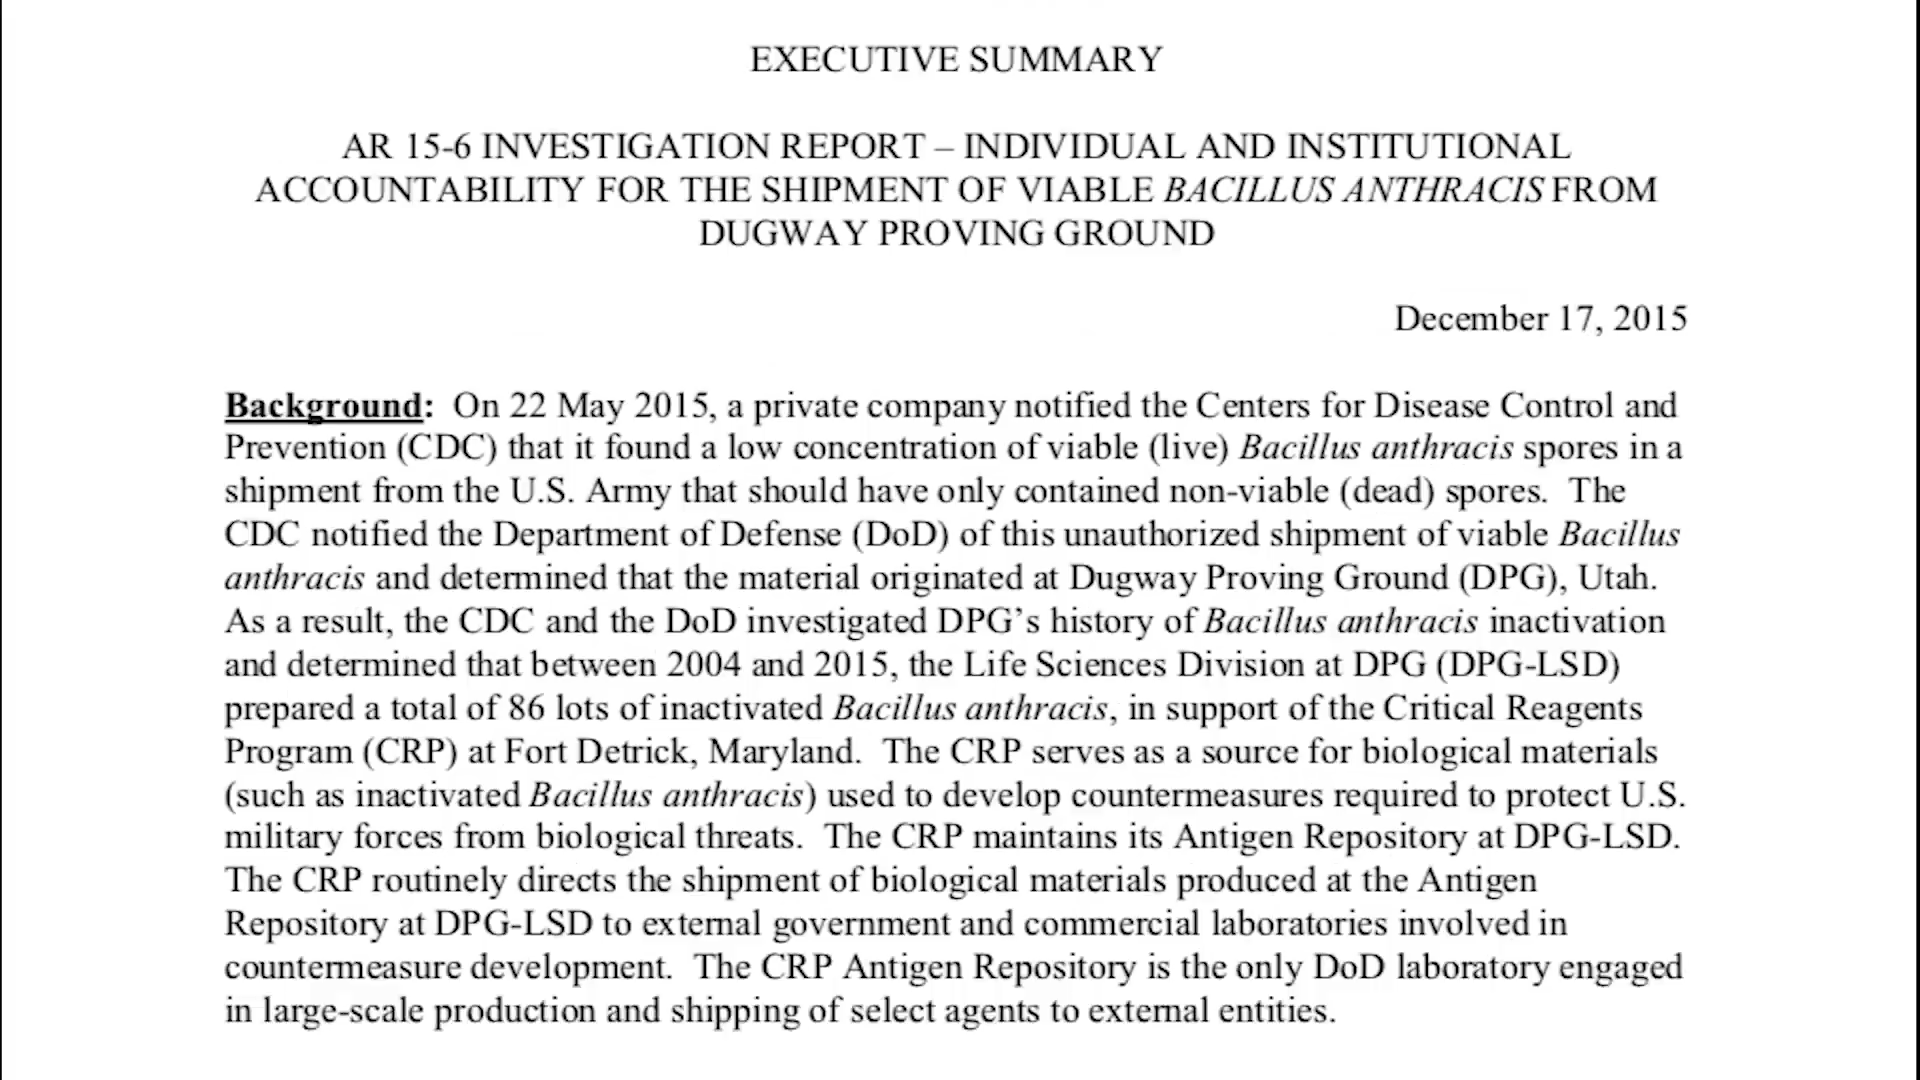 EXECUTIVE SUMMARY
AR 15-6 INVESTIGATION REPORT – INDIVIDUAL AND INSTITUTIONAL
ACCOUNTABILITY FOR THE SHIPMENT OF VIABLE BACILLUS ANTHRACIS FROM
DUGWAY PROVING GROUND
December 17, 2015
Background: On 22 May 2015, a private company notified the Centers for Disease Control and
Prevention (CDC) that it found a low concentration of viable (live) Bacillus anthracis spores in a
shipment from the U.S. Army that should have only contained non-viable (dead) spores. The
CDC notified the Department of Defense (DoD) of this unauthorized shipment of viable Bacillus
anthracis and determined that the material originated at Dugway Proving Ground (DPG), Utah.
As a result, the CDC and the DoD investigated DPG’s history of Bacillus anthracis inactivation
and determined that between 2004 and 2015, the Life Sciences Division at DPG (DPG-LSD)
prepared a total of 86 lots of inactivated Bacillus anthracis, in support of the Critical Reagents
Program (CRP) at Fort Detrick, Maryland. The CRP serves as a source for biological materials
(such as inactivated Bacillus anthracis) used to develop countermeasures required to protect U.S.
military forces from biological threats. The CRP maintains its Antigen Repository at DPG-LSD.
The CRP routinely directs the shipment of biological materials produced at the Antigen
Repository at DPG-LSD to external government and commercial laboratories involved in
countermeasure development. The CRP Antigen Repository is the only DoD laboratory engaged
in large-scale production and shipping of select agents to external entities.